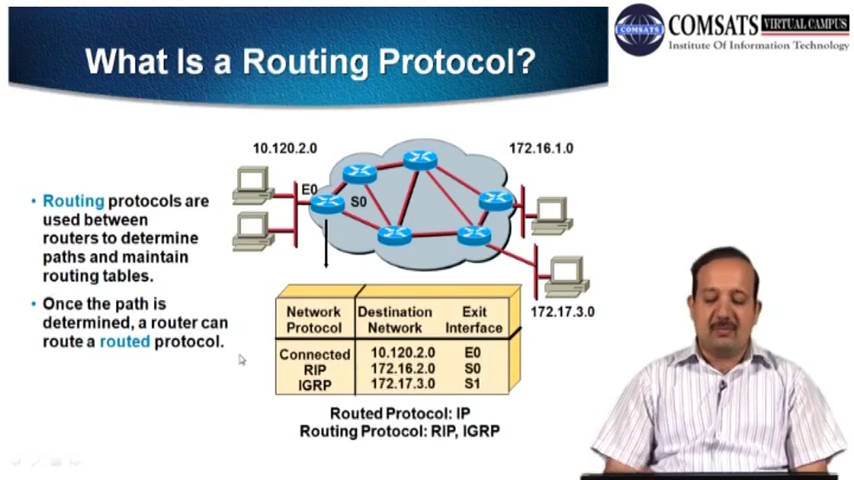 What Is a Routing Protocol?
COMSATS
COMSATS VIRTUAL CAMPUS
Institute Of Information Technology
10.120.2.0
172.16.1.0
E0
S0
• Routing protocols are
used between
routers to determine
paths and maintain
routing tables.
• Once the path is
determined, a router can
route a routed protocol.
172.17.3.0
Network Protocol
Destination Network
Exit Interface
Connected 10.120.2.0 E0
RIP 172.16.2.0 S0
IGRP 172.17.3.0 S1
Routed Protocol: IP
Routing Protocol: RIP, IGRP